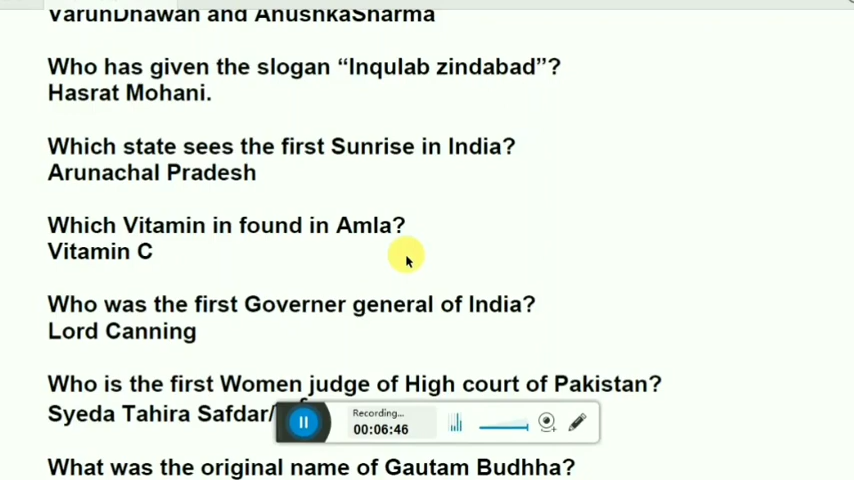 VarunDhawan and AnushkaSharma
Who has given the slogan “Inqulab zindabad”?
Hasrat Mohani.
Which state sees the first Sunrise in India?
Arunachal Pradesh
Which Vitamin in found in Amla?
Vitamin C
Who was the first Governer general of India?
Lord Canning
Who is the first Women judge of High court of Pakistan?
Syeda Tahira Safdar/
Recording...
00:06:46
What was the original name of Gautam Budhha?